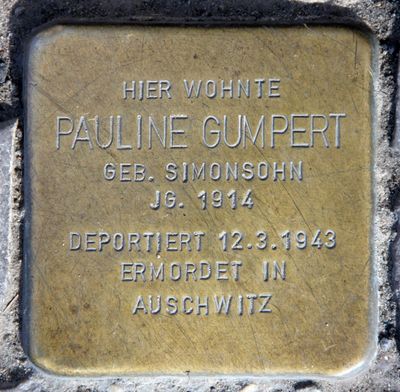 HIER WOHNTE
PAULINE GUMPERT
GEB. SIMONSOHN
JG. 1914
DEPORTIERT 12.3.1943
ERMORDET IN
AUSCHWITZ